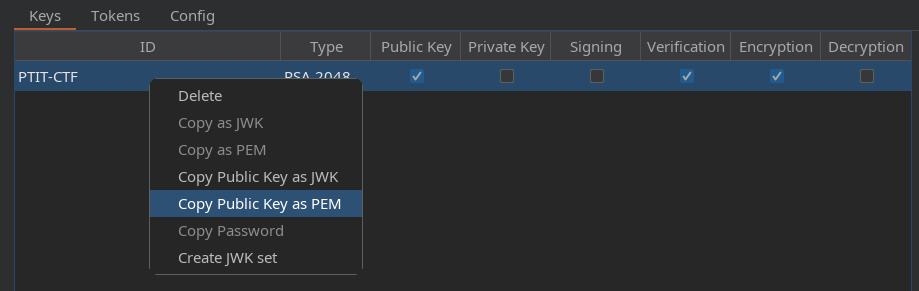 Keys Tokens Config
ID Type Public Key Private Key Signing Verification Encryption Decryption
PTIT-CTF RSA 2048
Delete
Copy as JWK
Copy as PEM
Copy Public Key as JWK
Copy Public Key as PEM
Copy Password
Create JWK set